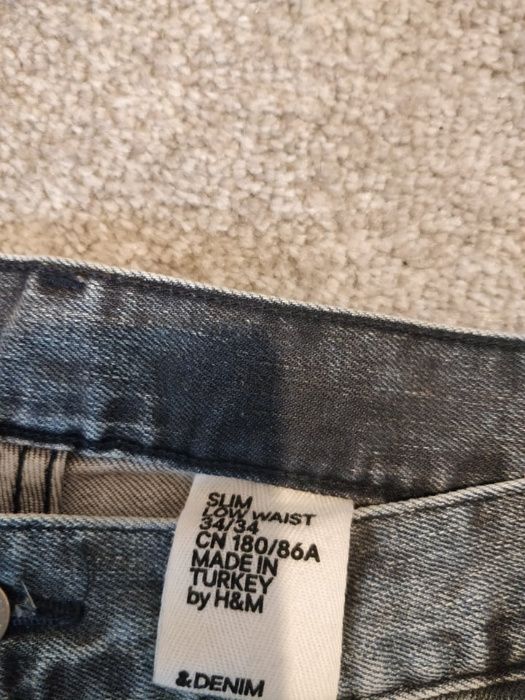 SLIM
LOW WAIST
34/34
CN 180/86A
MADE IN
TURKEY
by H&M
&DENIM